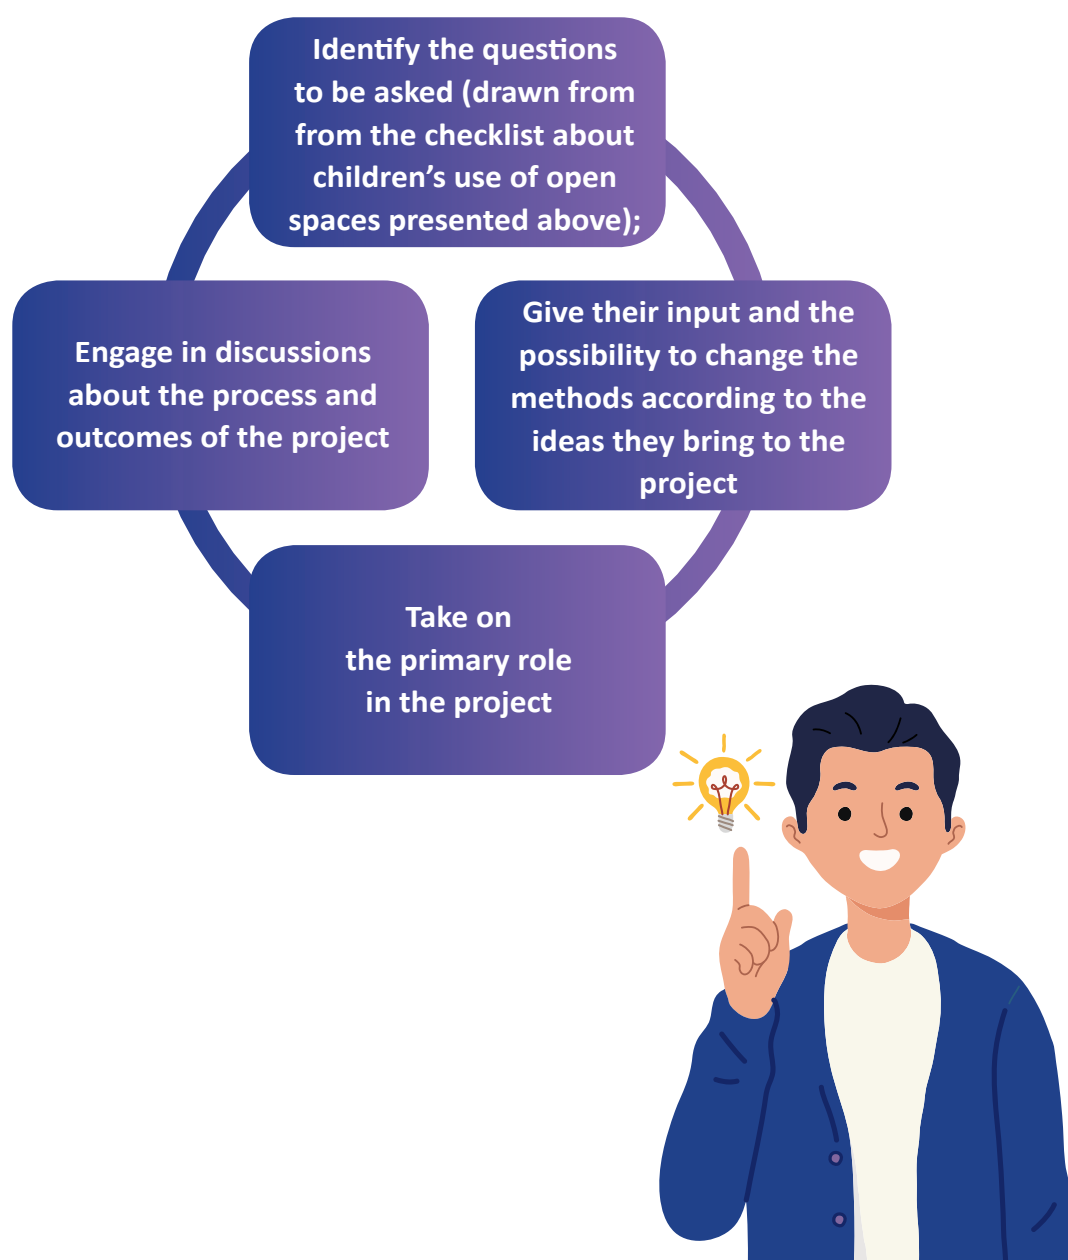 Identify the questions
to be asked (drawn from
from the checklist about
children’s use of open
spaces presented above);
Engage in discussions
about the process and
outcomes of the project
Give their input and the
possibility to change the
methods according to the
ideas they bring to the
project
Take on
the primary role
in the project